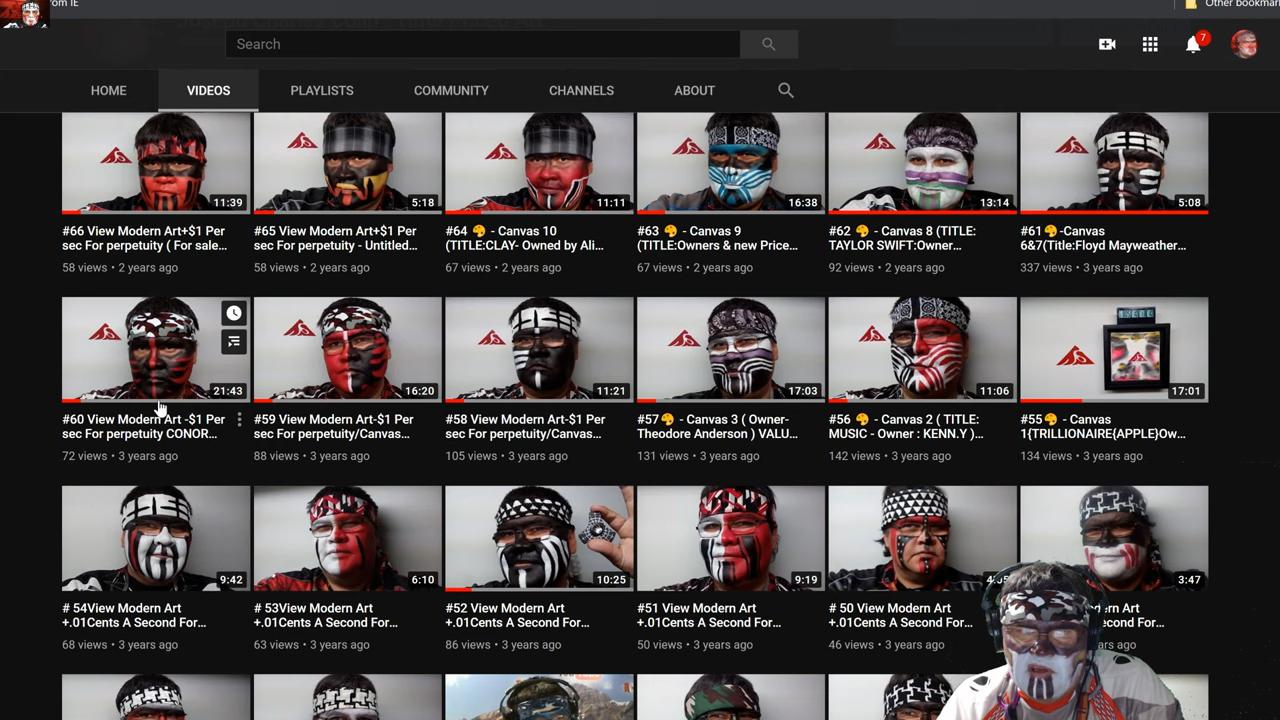 om IE
Other bookmar
Search
7
HOME
VIDEOS
PLAYLISTS
COMMUNITY
CHANNELS
ABOUT
11:39
5:18
11:11
16:38
13:14
5:08
#66 View Modern Art+$1 Per
sec For perpetuity ( For sale...
58 views • 2 years ago
#65 View Modern Art+$1 Per
sec For perpetuity - Untitled...
58 views • 2 years ago
#64 🎨 - Canvas 10
(TITLE:CLAY- Owned by Ali...
67 views • 2 years ago
#63 🎨 - Canvas 9
(TITLE:Owners & new Price...
67 views • 2 years ago
#62 🎨 - Canvas 8 (TITLE:
TAYLOR SWIFT:Owner...
92 views • 2 years ago
#61🎨-Canvas
6&7(Title:Floyd Mayweather...
337 views • 3 years ago
21:43
16:20
11:21
17:03
11:06
17:01
#60 View Modern Art -$1 Per
sec For perpetuity CONOR...
72 views • 3 years ago
#59 View Modern Art-$1 Per
sec For perpetuity/Canvas...
88 views • 3 years ago
#58 View Modern Art-$1 Per
sec For perpetuity/Canvas...
105 views • 3 years ago
#57🎨 - Canvas 3 ( Owner-
Theodore Anderson ) VALU...
131 views • 3 years ago
#56 🎨 - Canvas 2 ( TITLE:
MUSIC - Owner : KENN.Y )...
142 views • 3 years ago
#55🎨 - Canvas
1{TRILLIONAIRE{APPLE}Ow...
134 views • 3 years ago
9:42
6:10
10:25
9:19
3:47
# 54View Modern Art
+.01Cents A Second For...
68 views • 3 years ago
# 53View Modern Art
+.01Cents A Second For...
63 views • 3 years ago
#52 View Modern Art
+.01Cents A Second For...
86 views • 3 years ago
#51 View Modern Art
+.01Cents A Second For...
50 views • 3 years ago
# 50 View Modern Art
+.01Cents A Second For...
46 views • 3 years
ern Art
ond For...
ears ago